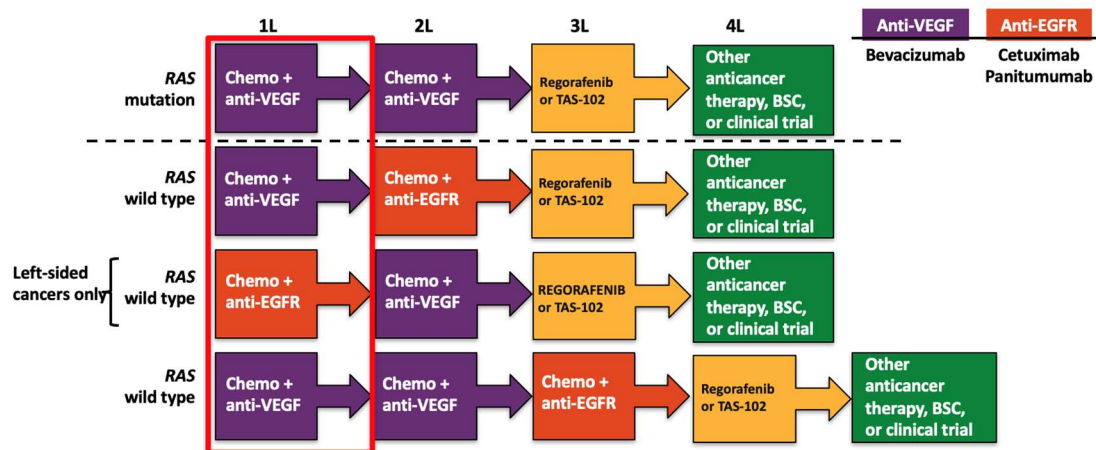 1L
2L
3L
4L
Anti-VEGF
Anti-EGFR
Bevacizumab
Cetuximab
Panitumumab
RAS
mutation
Chemo +
anti-VEGF
Chemo +
anti-VEGF
Regorafenib
or TAS-102
Other
anticancer
therapy, BSC,
or clinical trial
RAS
wild type
Chemo +
anti-VEGF
Chemo +
anti-EGFR
Regorafenib
or TAS-102
Other
anticancer
therapy, BSC,
or clinical trial
Left-sided
cancers only
RAS
wild type
Chemo +
anti-EGFR
Chemo +
anti-VEGF
REGORAFENIB
or TAS-102
Other
anticancer
therapy, BSC,
or clinical trial
RAS
wild type
Chemo +
anti-VEGF
Chemo +
anti-VEGF
Chemo +
anti-EGFR
Regorafenib
or TAS-102
Other
anticancer
therapy, BSC,
or clinical trial